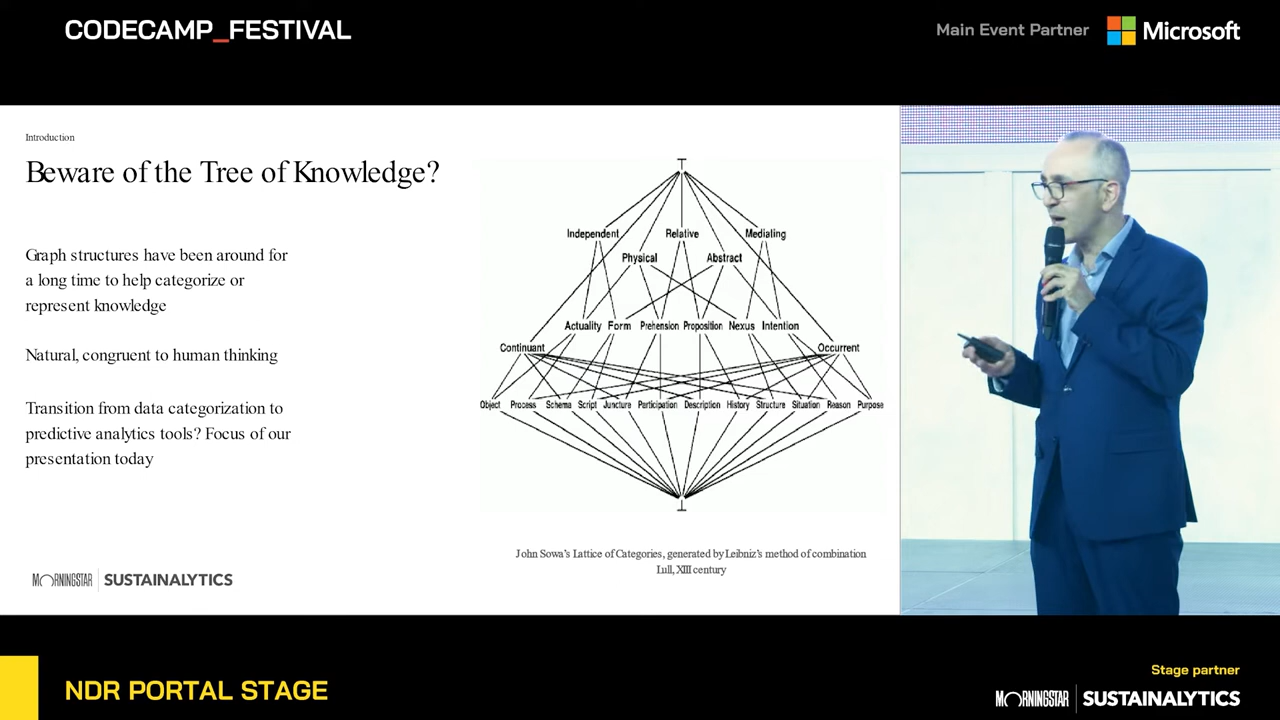 CODECAMP_FESTIVAL
Main Event Partner
Microsoft
Introduction
Beware of the Tree of Knowledge?
Graph structures have been around for
a long time to help categorize or
represent knowledge
Natural, congruent to human thinking
Transition from data categorization to
predictive analytics tools? Focus of our
presentation today
MORNINGSTAR | SUSTAINALYTICS
T
Independent Relative Mediating
Physical Abstract
Actuality Form Prehension Proposition Nexus Intention
Continuant Occurrent
Object Process Schema Script Juncture Participation Description History Structure Situation Reason Purpose
⊥
John Sowa's Lattice of Categories, generated by Leibniz's method of combination
Lull, XIII century
NDR PORTAL STAGE
Stage partner
MORNINGSTAR | SUSTAINALYTICS